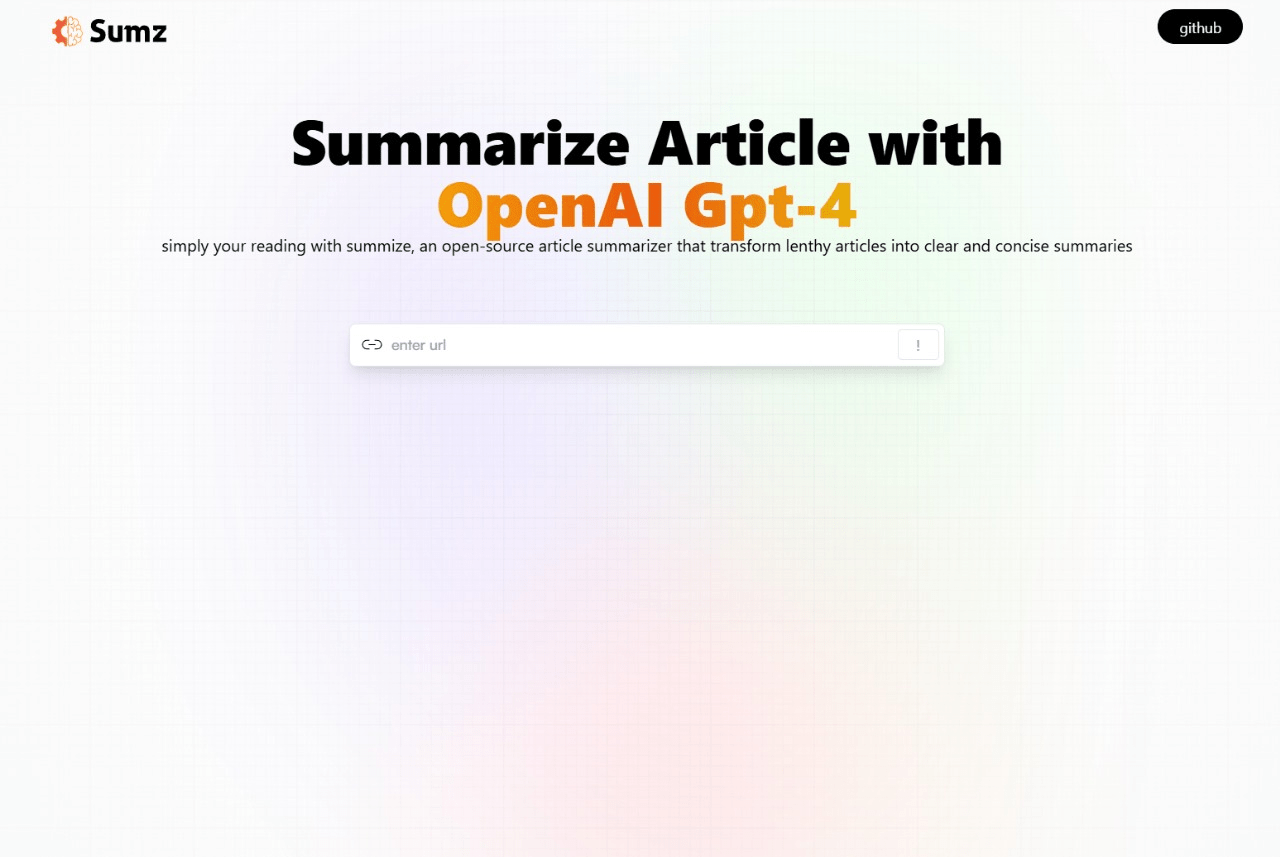 Sumz
github
Summarize Article with
OpenAI Gpt-4
simply your reading with summize, an open-source article summarizer that transform lenthy articles into clear and concise summaries
enter url
!